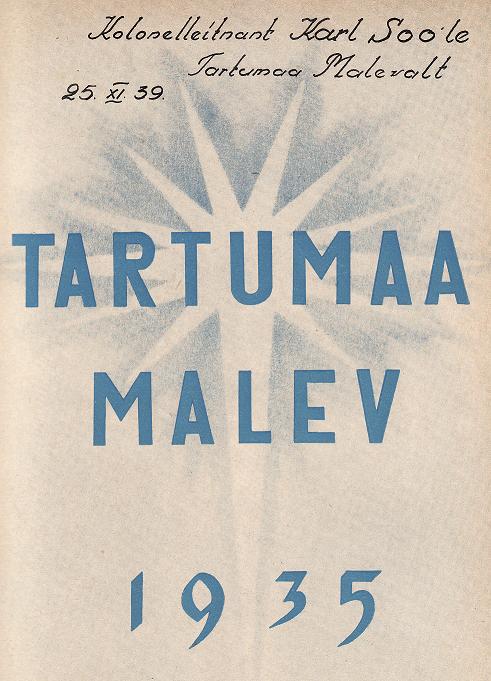 Kolonelleitnant Karl Soo'le
Tartumaa Malevalt
25. XI. 39.
TARTUMAA
MALEV
1935